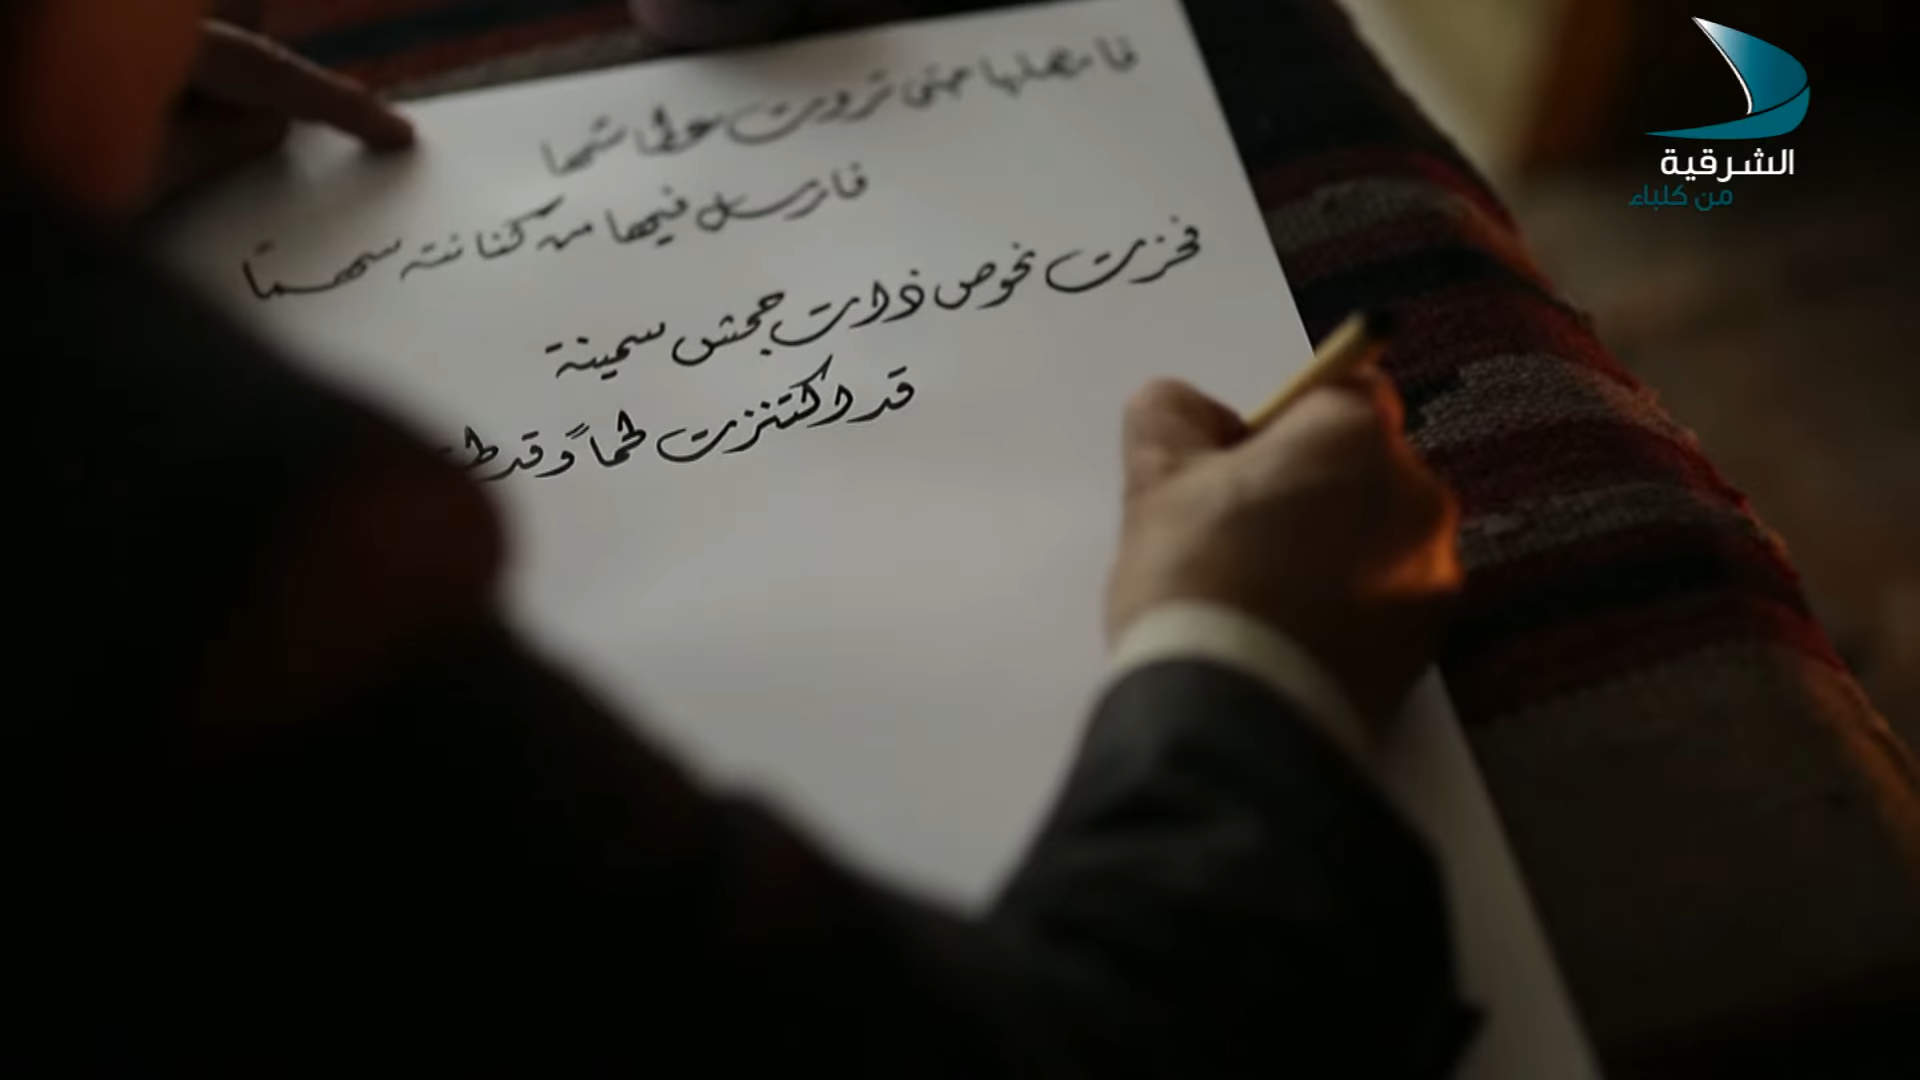 فامهلها حتى تروت عطاشها
فارسل فيها من كنانته سهما
فخرت نحوص ذات جحش سمينة
قد اكتنزت لحماً وقد
الشرقية
من كلباء